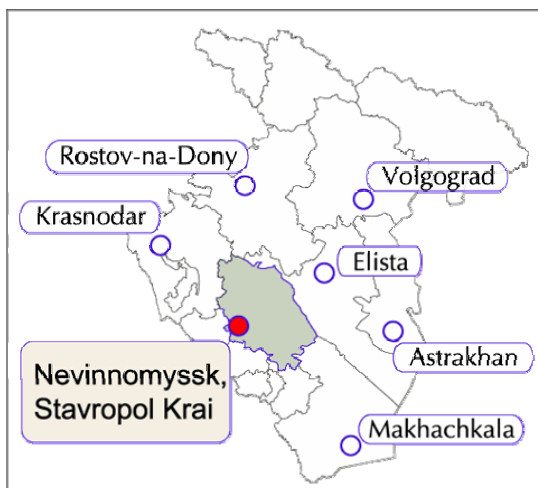 Rostov-na-Dony
Volgograd
Krasnodar
Elista
Nevinnomyssk,
Stavropol Krai
Astrakhan
Makhachkala